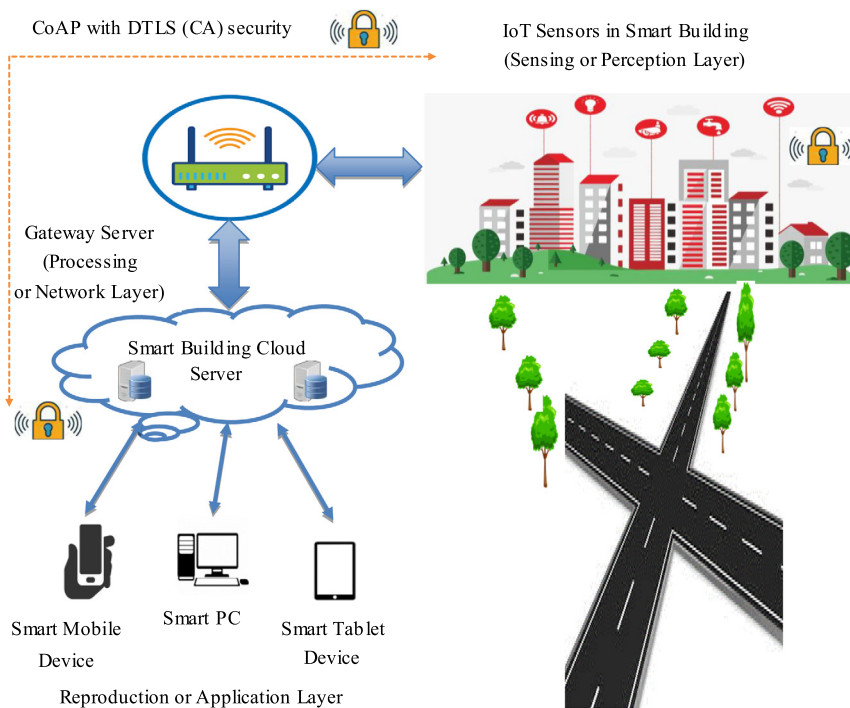 CoAP with DTLS (CA) security
IoT Sensors in Smart Building
(Sensing or Perception Layer)
Gateway Server
(Processing
or Network Layer)
Smart Building Cloud
Server
Smart Mobile
Device
Smart PC
Smart Tablet
Device
Reproduction or Application Layer